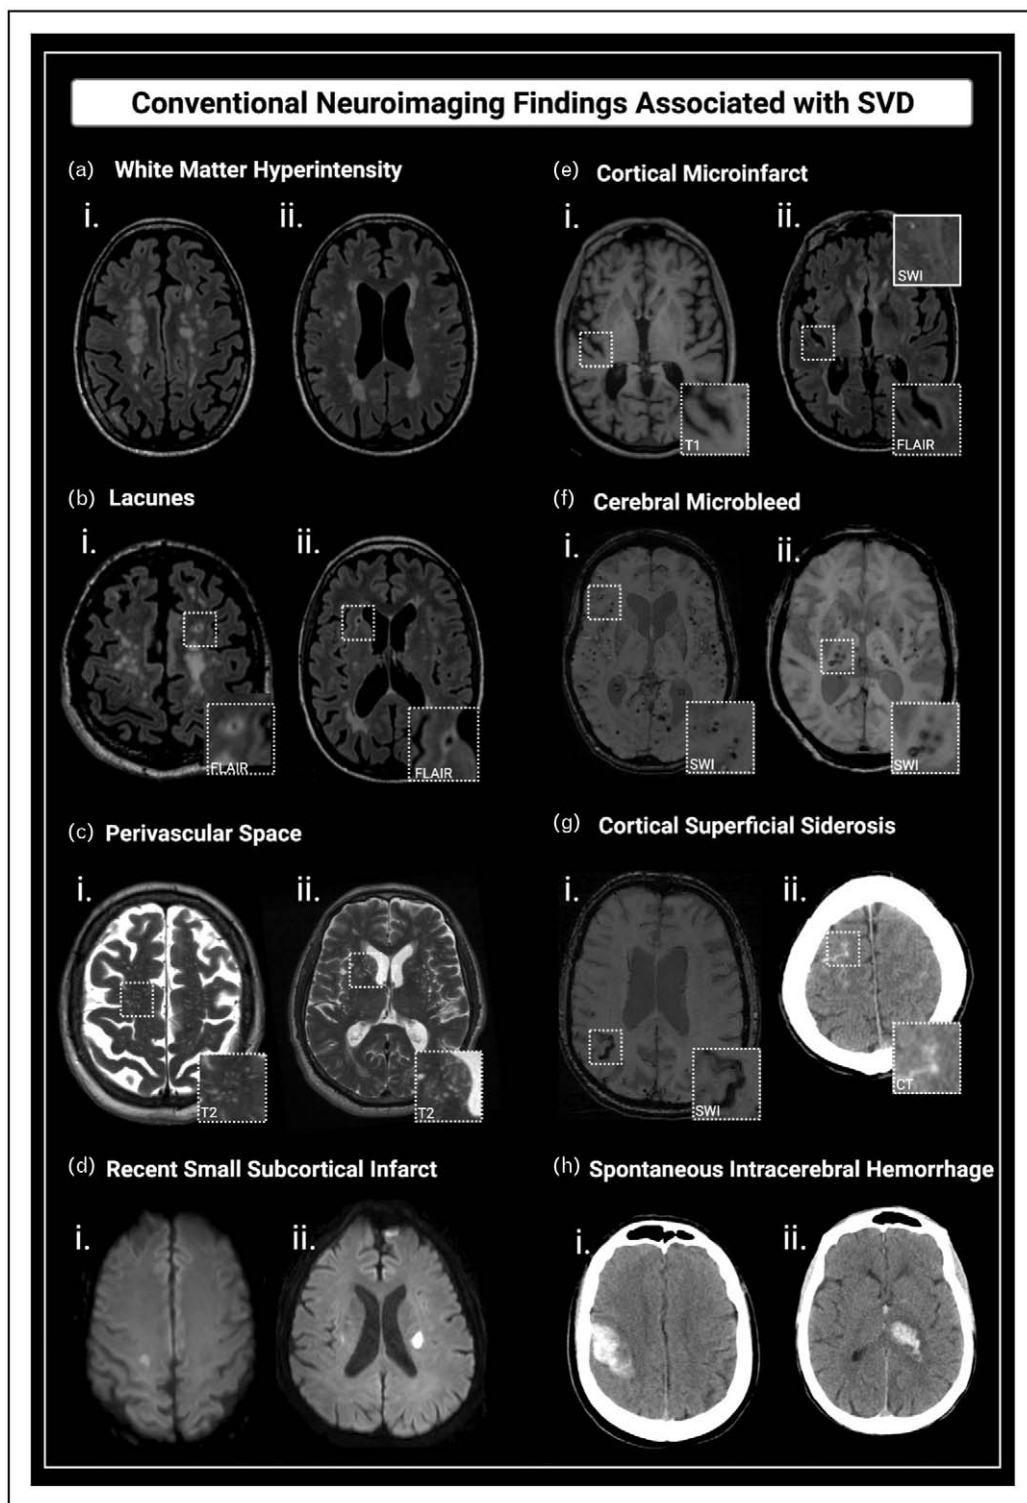 Conventional Neuroimaging Findings Associated with SVD
(a) White Matter Hyperintensity
i.
ii.
(b) Lacunes
i.
ii.
FLAIR
FLAIR
(c) Perivascular Space
i.
ii.
T2
T2
(d) Recent Small Subcortical Infarct
i.
ii.
(e) Cortical Microinfarct
i.
ii.
SWI
T1
FLAIR
(f) Cerebral Microbleed
i.
ii.
SWI
SWI
(g) Cortical Superficial Siderosis
i.
ii.
SWI
CT
(h) Spontaneous Intracerebral Hemorrhage
i.
ii.